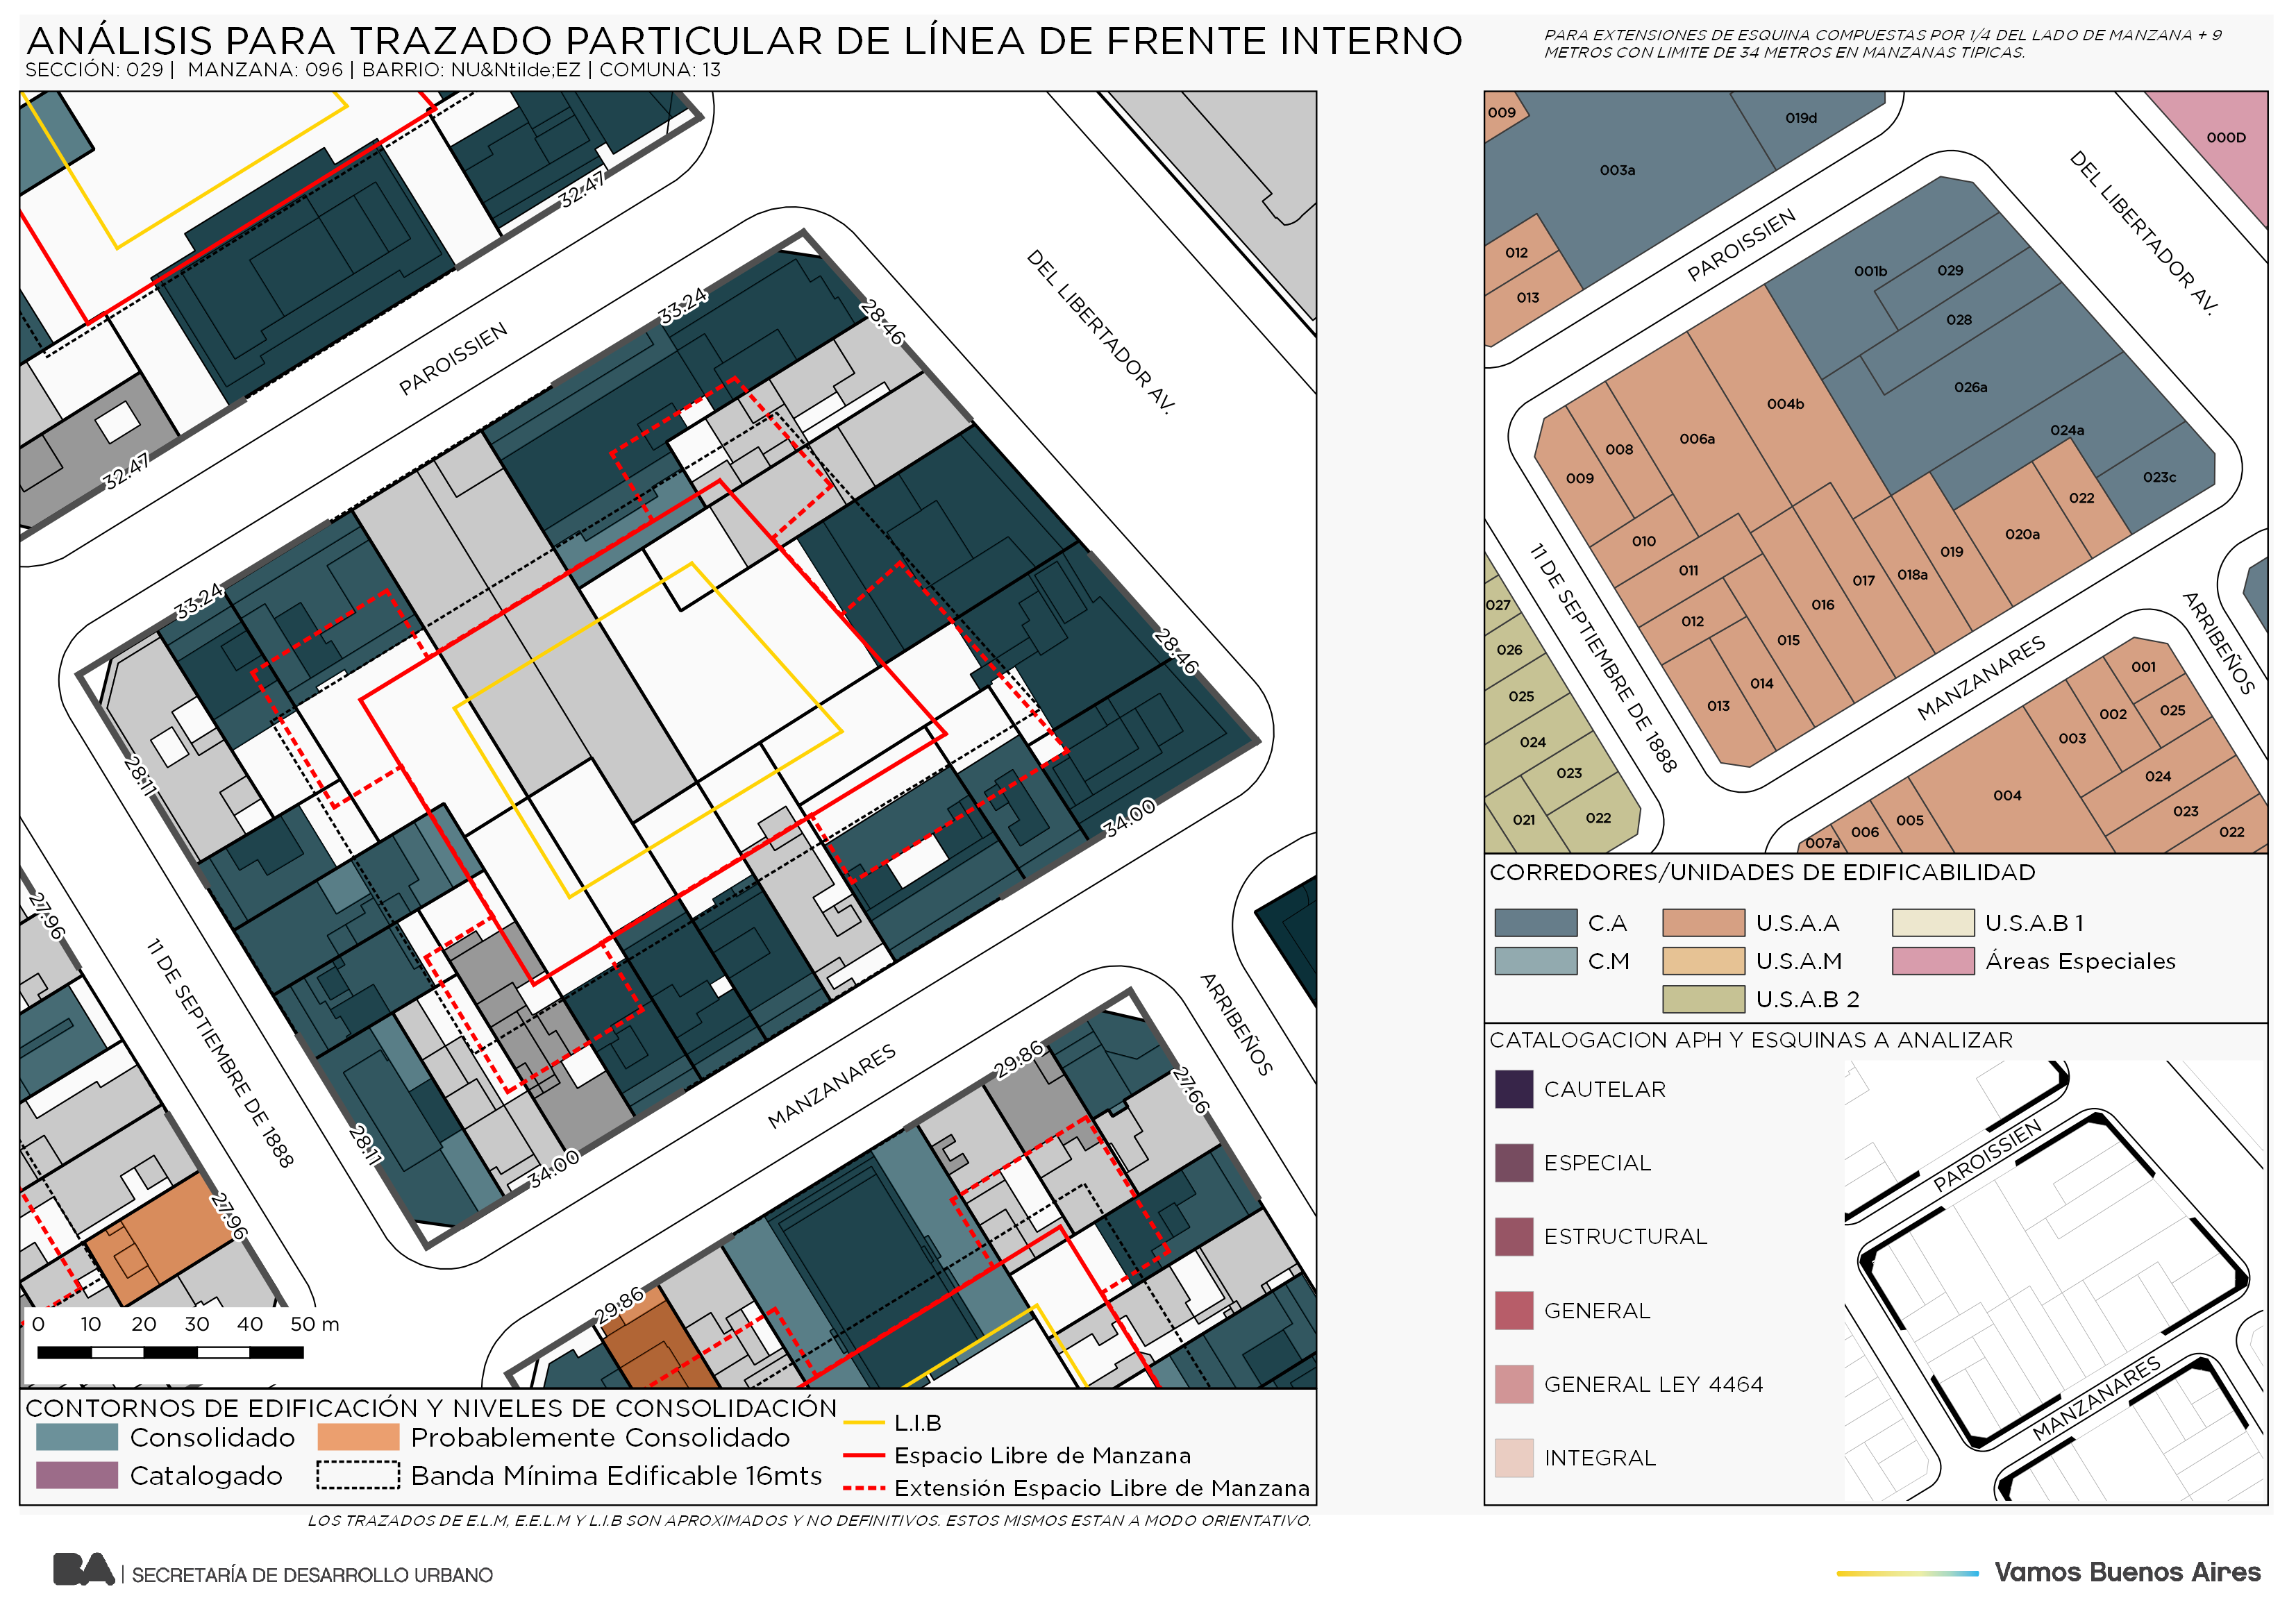 ANÁLISIS PARA TRAZADO PARTICULAR DE LÍNEA DE FRENTE INTERNO
SECCIÓN: 029 | MANZANA: 096 | BARRIO: NU&Ntilde;EZ | COMUNA: 13
PARA EXTENSIONES DE ESQUINA COMPUESTAS POR 1/4 DEL LADO DE MANZANA + 9
METROS CON LIMITE DE 34 METROS EN MANZANAS TIPICAS.
32.47
32.47
PAROISSIEN
33.24
33.24
28.46
28.46
DEL LIBERTADOR AV.
28.11
28.11
11 DE SEPTIEMBRE DE 1888
27.96
27.96
34.00
34.00
MANZANARES
ARRIBEÑOS
29.86
29.86
27.66
0 10 20 30 40 50 m
CONTORNOS DE EDIFICACIÓN Y NIVELES DE CONSOLIDACIÓN
Consolidado
Probablemente Consolidado
Catalogado
Banda Mínima Edificable 16mts
L.I.B
Espacio Libre de Manzana
Extensión Espacio Libre de Manzana
LOS TRAZADOS DE E.L.M, E.E.L.M Y L.I.B SON APROXIMADOS Y NO DEFINITIVOS. ESTOS MISMOS ESTAN A MODO ORIENTATIVO.
009
019d
003a
000D
012
013
PAROISSIEN
DEL LIBERTADOR AV.
001b
029
028
026a
024a
023c
004b
006a
008
009
010
011
012
013
014
015
016
017
018a
019
020a
022
11 DE SEPTIEMBRE DE 1888
MANZANARES
ARRIBEÑOS
027
026
025
024
023
022
021
001
002
025
003
024
004
023
022
005
006
007a
CORREDORES/UNIDADES DE EDIFICABILIDAD
C.A
U.S.A.A
U.S.A.B 1
C.M
U.S.A.M
Áreas Especiales
U.S.A.B 2
CATALOGACION APH Y ESQUINAS A ANALIZAR
CAUTELAR
ESPECIAL
ESTRUCTURAL
GENERAL
GENERAL LEY 4464
INTEGRAL
PAROISSIEN
MANZANARES
BA | SECRETARÍA DE DESARROLLO URBANO
Vamos Buenos Aires